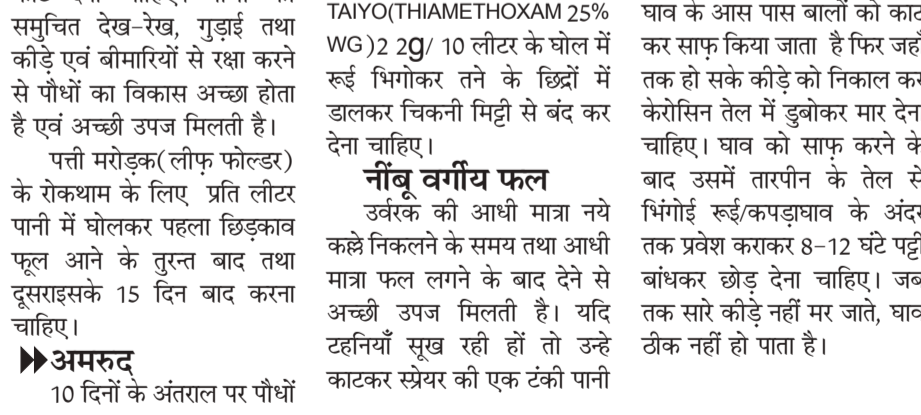 समुचित देख-रेख, गुड़ाई तथा
कीड़े एवं बीमारियों से रक्षा करने
से पौधों का विकास अच्छा होता
है एवं अच्छी उपज मिलती है।
पत्ती मरोड़क(लीफ़ फोल्डर)
के रोकथाम के लिए प्रति लीटर
पानी में घोलकर पहला छिड़काव
फूल आने के तुरन्त बाद तथा
दूसराइसके 15 दिन बाद करना
चाहिए।
अमरुद
10 दिनों के अंतराल पर पौधों
TAIYO(THIAMETHOXAM 25%
WG)2 2g/ 10 लीटर के घोल में
रूई भिगोकर तने के छिद्रों में
डालकर चिकनी मिट्टी से बंद कर
देना चाहिए।
नींबू वर्गीय फल
उर्वरक की आधी मात्रा नये
कल्ले निकलने के समय तथा आधी
मात्रा फल लगने के बाद देने से
अच्छी उपज मिलती है। यदि
टहनियाँ सूख रही हों तो उन्हे
काटकर स्प्रेयर की एक टंकी पानी
घाव के आस पास बालों को काट
कर साफ़ किया जाता है फिर जहाँ
तक हो सके कीड़े को निकाल कर
केरोसिन तेल में डुबोकर मार देना
चाहिए। घाव को साफ़ करने के
बाद उसमें तारपीन के तेल से
भिंगोई रूई/कपड़ाघाव के अंदर
तक प्रवेश कराकर 8-12 घंटे पट्टी
बांधकर छोड़ देना चाहिए। जब
तक सारे कीड़े नहीं मर जाते, घाव
ठीक नहीं हो पाता है।